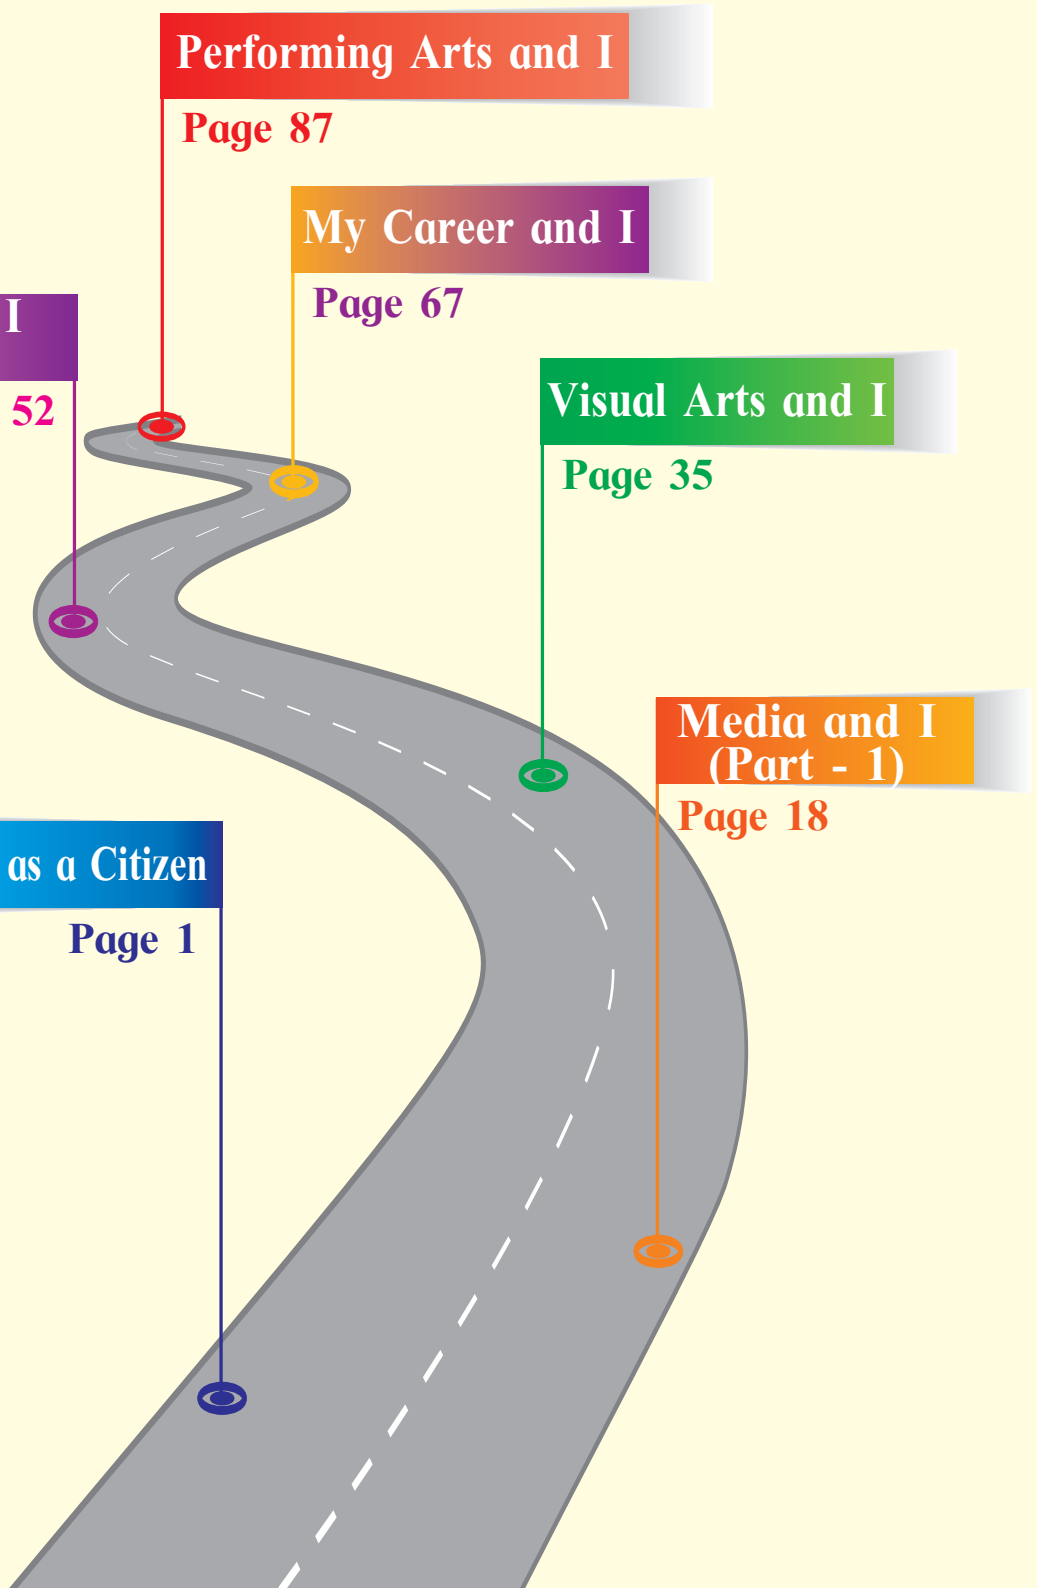 Performing Arts and I
Page 87
My Career and I
Page 67
I
52
Visual Arts and I
Page 35
Media and I
(Part - 1)
Page 18
as a Citizen
Page 1